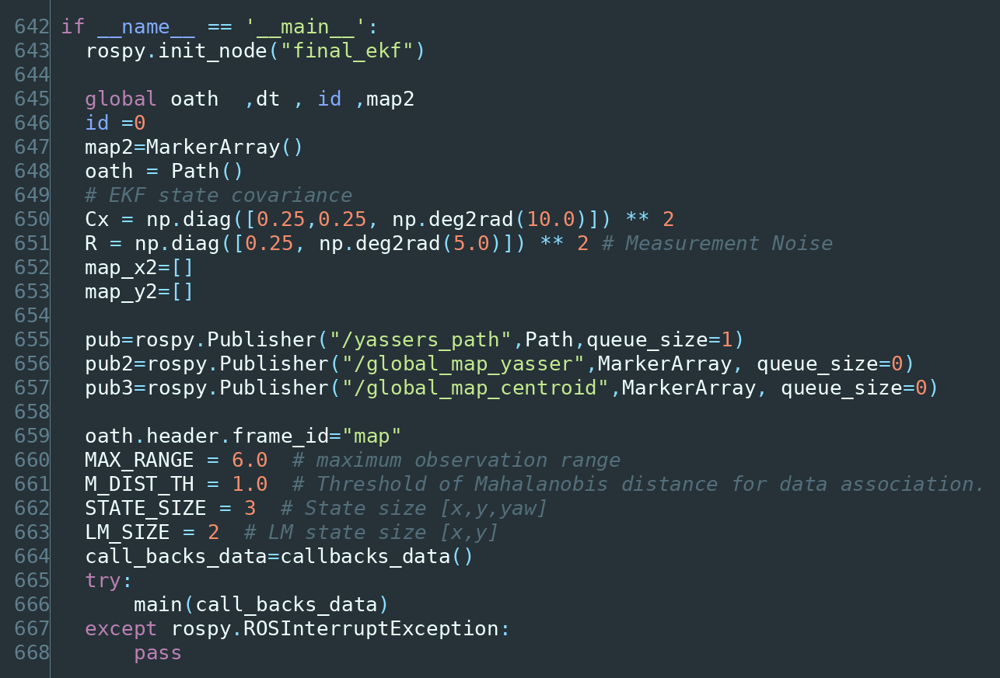 642 if __name__ == '__main__':
643   rospy.init_node("final_ekf")
644
645   global oath  ,dt , id ,map2
646   id =0
647   map2=MarkerArray()
648   oath = Path()
649   # EKF state covariance
650   Cx = np.diag([0.25,0.25, np.deg2rad(10.0)]) ** 2
651   R = np.diag([0.25, np.deg2rad(5.0)]) ** 2 # Measurement Noise
652   map_x2=[]
653   map_y2=[]
654
655   pub=rospy.Publisher("/yassers_path",Path,queue_size=1)
656   pub2=rospy.Publisher("/global_map_yasser",MarkerArray, queue_size=0)
657   pub3=rospy.Publisher("/global_map_centroid",MarkerArray, queue_size=0)
658
659   oath.header.frame_id="map"
660   MAX_RANGE = 6.0  # maximum observation range
661   M_DIST_TH = 1.0  # Threshold of Mahalanobis distance for data association.
662   STATE_SIZE = 3  # State size [x,y,yaw]
663   LM_SIZE = 2  # LM state size [x,y]
664   call_backs_data=callbacks_data()
665   try:
666       main(call_backs_data)
667   except rospy.ROSInterruptException:
668       pass